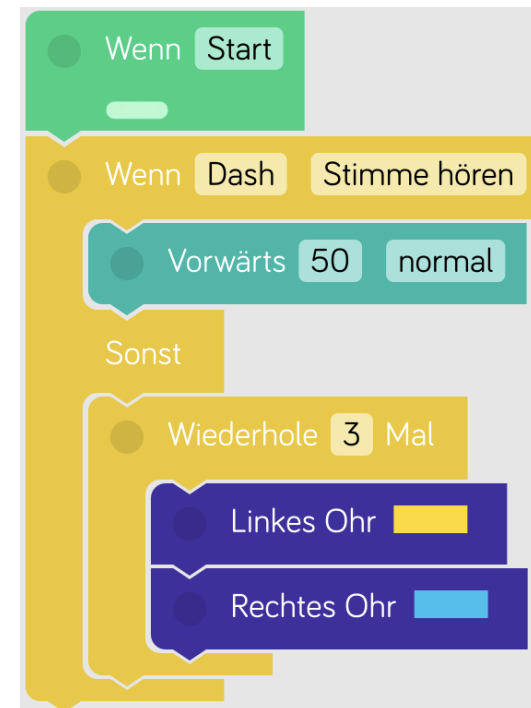 Wenn Start
Wenn Dash Stimme hören
Vorwärts 50 normal
Sonst
Wiederhole 3 Mal
Linkes Ohr
Rechtes Ohr